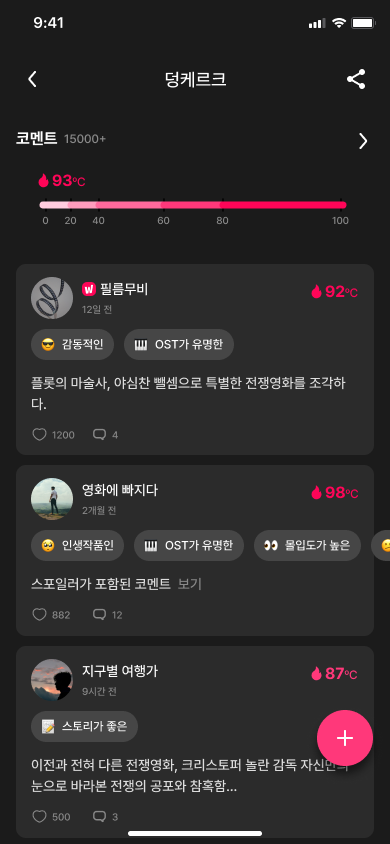 9:41
덩케르크
코멘트 15000+
93℃
0 20 40 60 80 100
W 필름무비
92℃
12일 전
감동적인 OST가 유명한
플롯의 마술사, 야심찬 뺄셈으로 특별한 전쟁영화를 조각하
다.
1200 4
영화에 빠지다
98℃
2개월 전
인생작품인 OST가 유명한 몰입도가 높은
스포일러가 포함된 코멘트 보기
882 12
지구별 여행가
87℃
9시간 전
스토리가 좋은
이전과 전혀 다른 전쟁영화, 크리스토퍼 놀란 감독 자신만의
눈으로 바라본 전쟁의 공포와 참혹함...
500 3